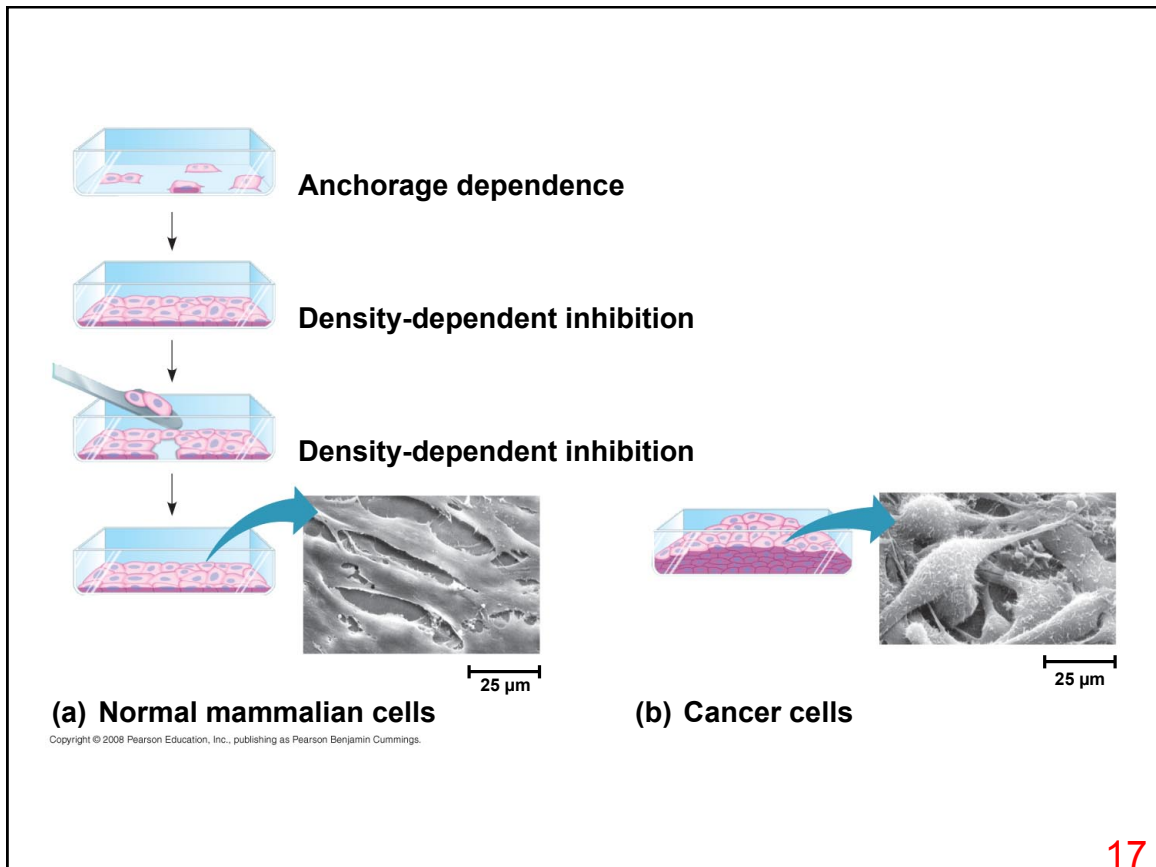 Anchorage dependence
Density-dependent inhibition
Density-dependent inhibition
25 µm
25 µm
(a) Normal mammalian cells
(b) Cancer cells
Copyright © 2008 Pearson Education, Inc., publishing as Pearson Benjamin Cummings.
17